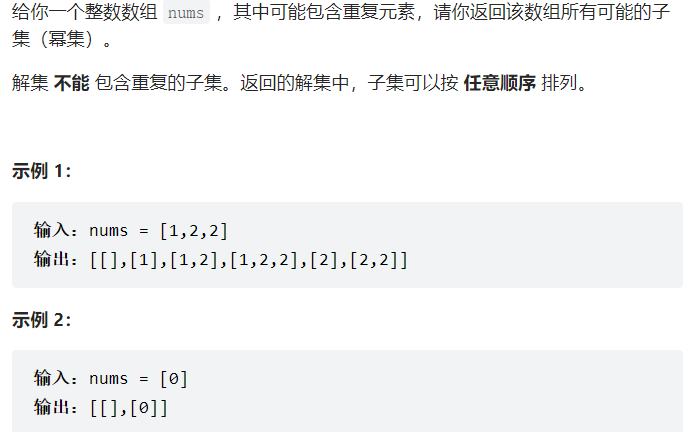 给你一个整数数组 nums ，其中可能包含重复元素，请你返回该数组所有可能的子
集（幂集）。
解集 不能 包含重复的子集。返回的解集中，子集可以按 任意顺序 排列。
示例 1：
输入：nums = [1,2,2]
输出：[[],[1],[1,2],[1,2,2],[2],[2,2]]
示例 2：
输入：nums = [0]
输出：[[],[0]]